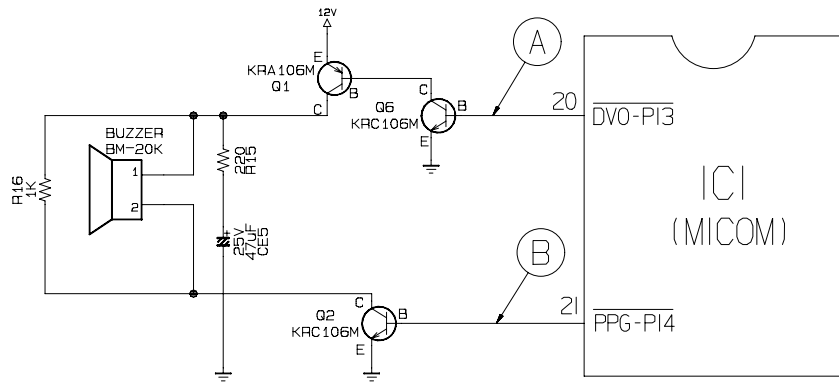 12V
E
KRA106M
Q1
B
C
A
C
Q6
B
KRC106M
E
20
DVO-P13
BUZZER
BM-20K
1
2
R16
1K
220
R15
+
25V
47uF
CE5
IC1
(MICOM)
B
C
Q2
B
KRC106M
E
21
PPG-P14